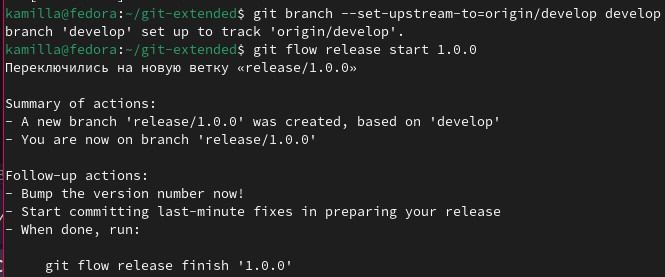 kamilla@fedora:~/git-extended$ git branch --set-upstream-to=origin/develop develop
branch 'develop' set up to track 'origin/develop'.
kamilla@fedora:~/git-extended$ git flow release start 1.0.0
Переключились на новую ветку «release/1.0.0»
Summary of actions:
- A new branch 'release/1.0.0' was created, based on 'develop'
- You are now on branch 'release/1.0.0'
Follow-up actions:
- Bump the version number now!
- Start committing last-minute fixes in preparing your release
- When done, run:
git flow release finish '1.0.0'